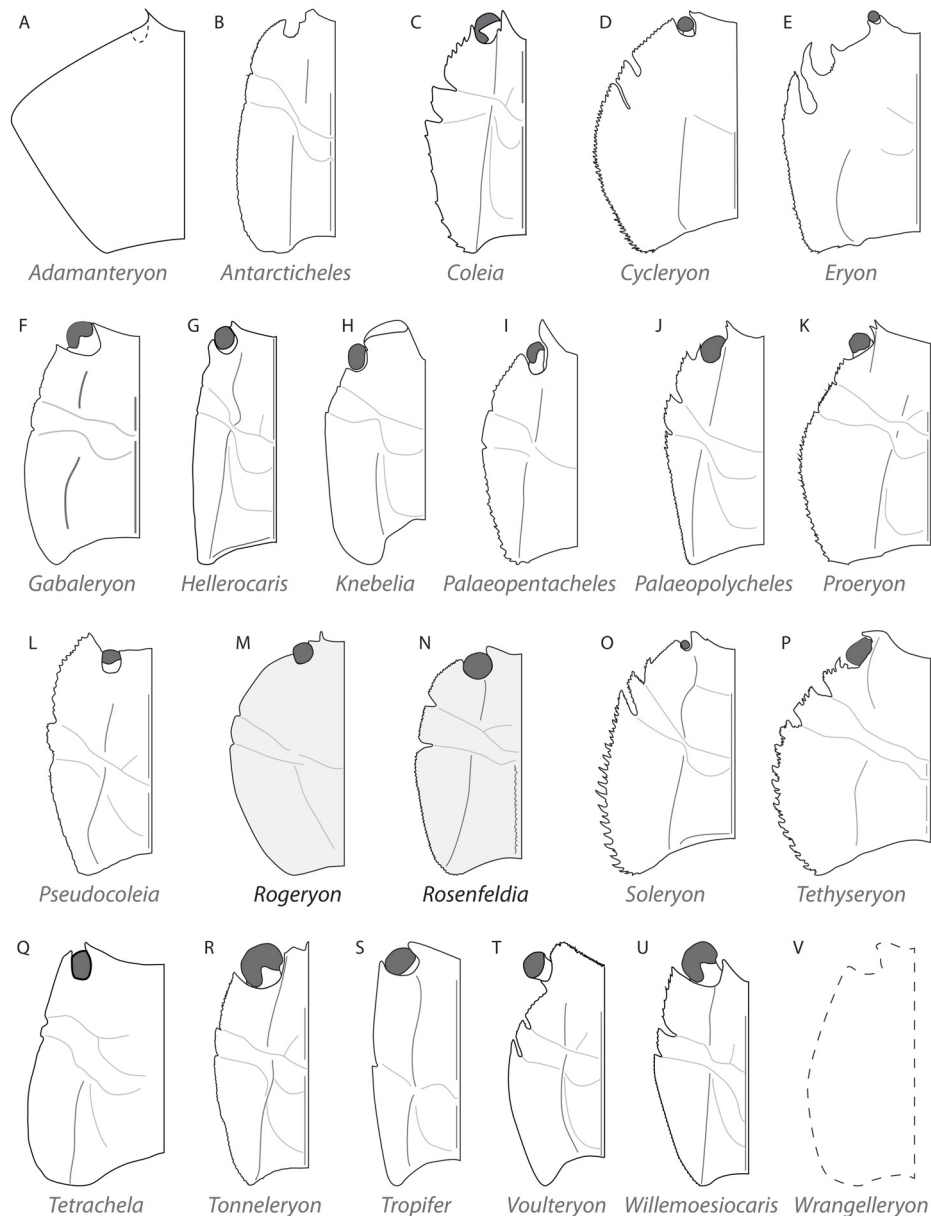 A B C D E
Adamanteryon Antarcticheles Coleia Cycleryon Eryon
F G H I J K
Gabaleryon Hellerocaris Knebelia Palaeopentacheles Palaeopolycheles Proeryon
L M N O P
Pseudocoleia Rogeryon Rosenfeldia Soleryon Tethyseryon
Q R S T U V
Tetrachela Tonneleryon Tropifer Voulteryon Willemoesiocaris Wrangelleryon